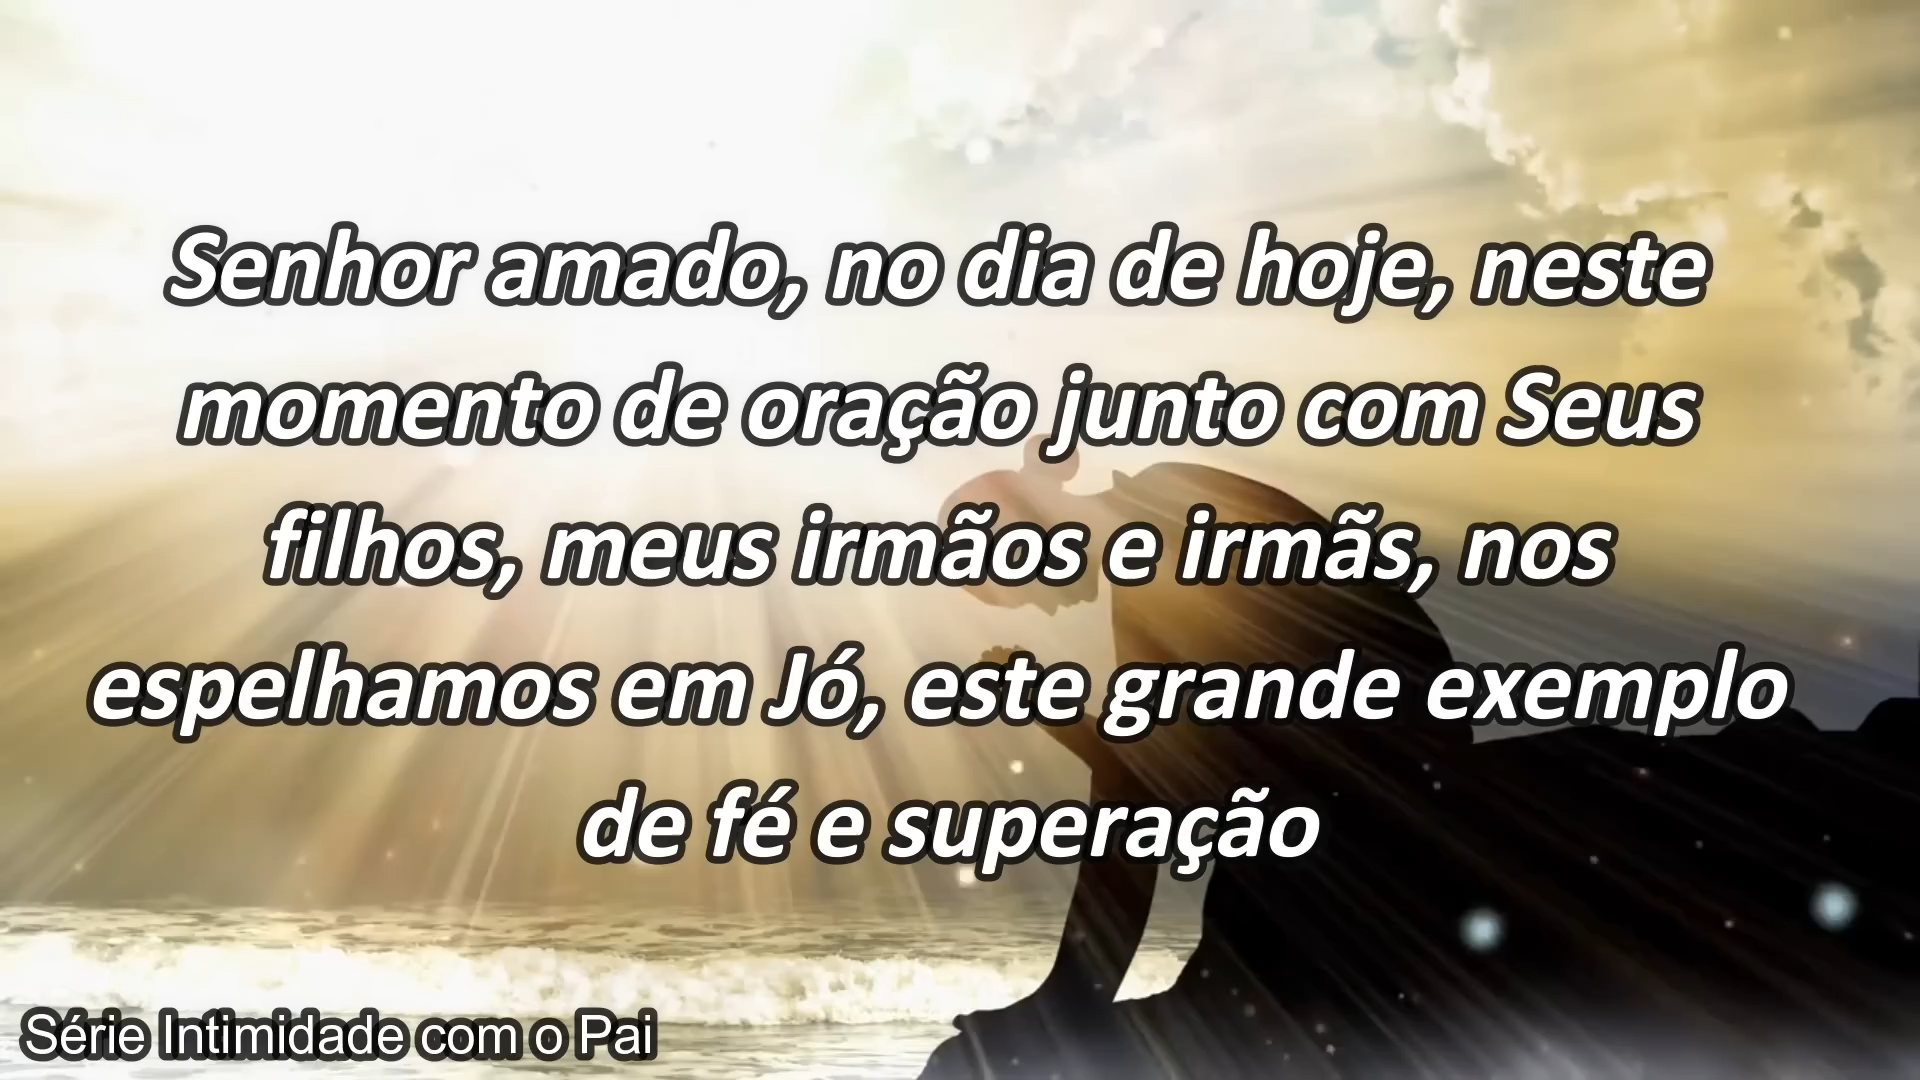 Senhor amado, no dia de hoje, neste
momento de oração junto com Seus
filhos, meus irmãos e irmãs, nos
espelhamos em Jó, este grande exemplo
de fé e superação
Série Intimidade com o Pai